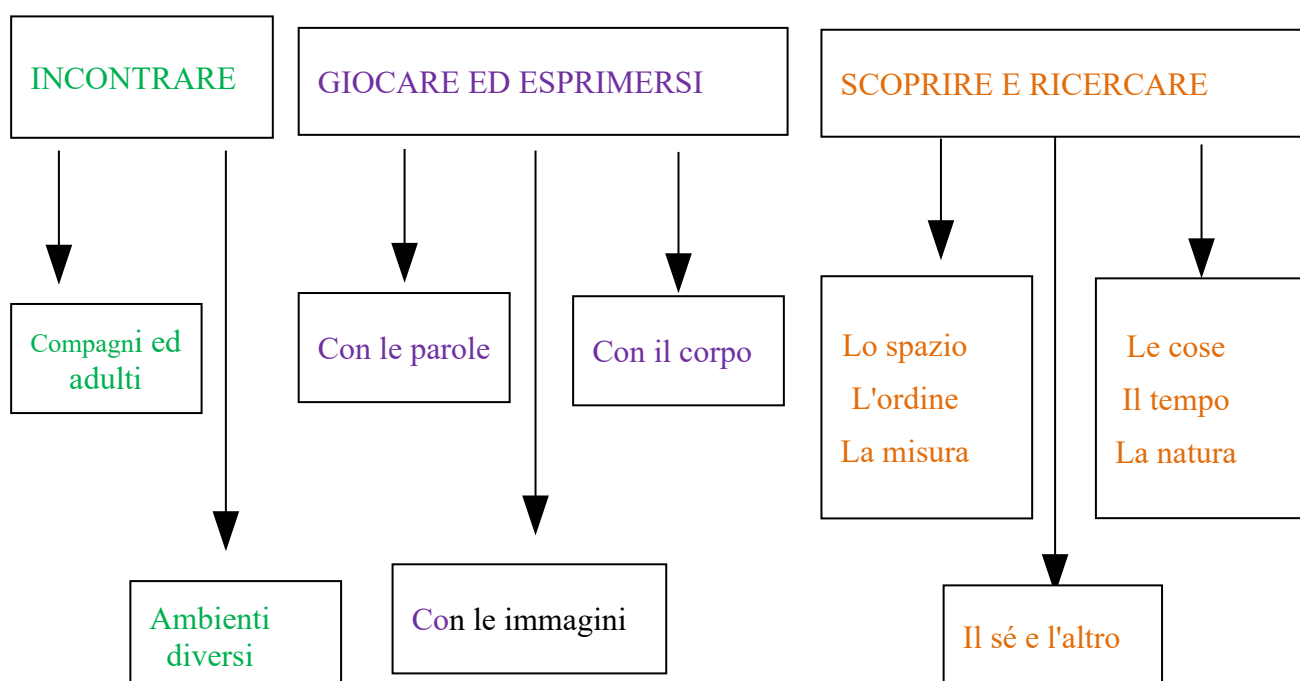 INCONTRARE
GIOCARE ED ESPRIMERSI
SCOPRIRE E RICERCARE
Compagni ed
adulti
Con le parole
Con il corpo
Lo spazio
L'ordine
La misura
Le cose
Il tempo
La natura
Ambienti
diversi
Con le immagini
Il sé e l'altro